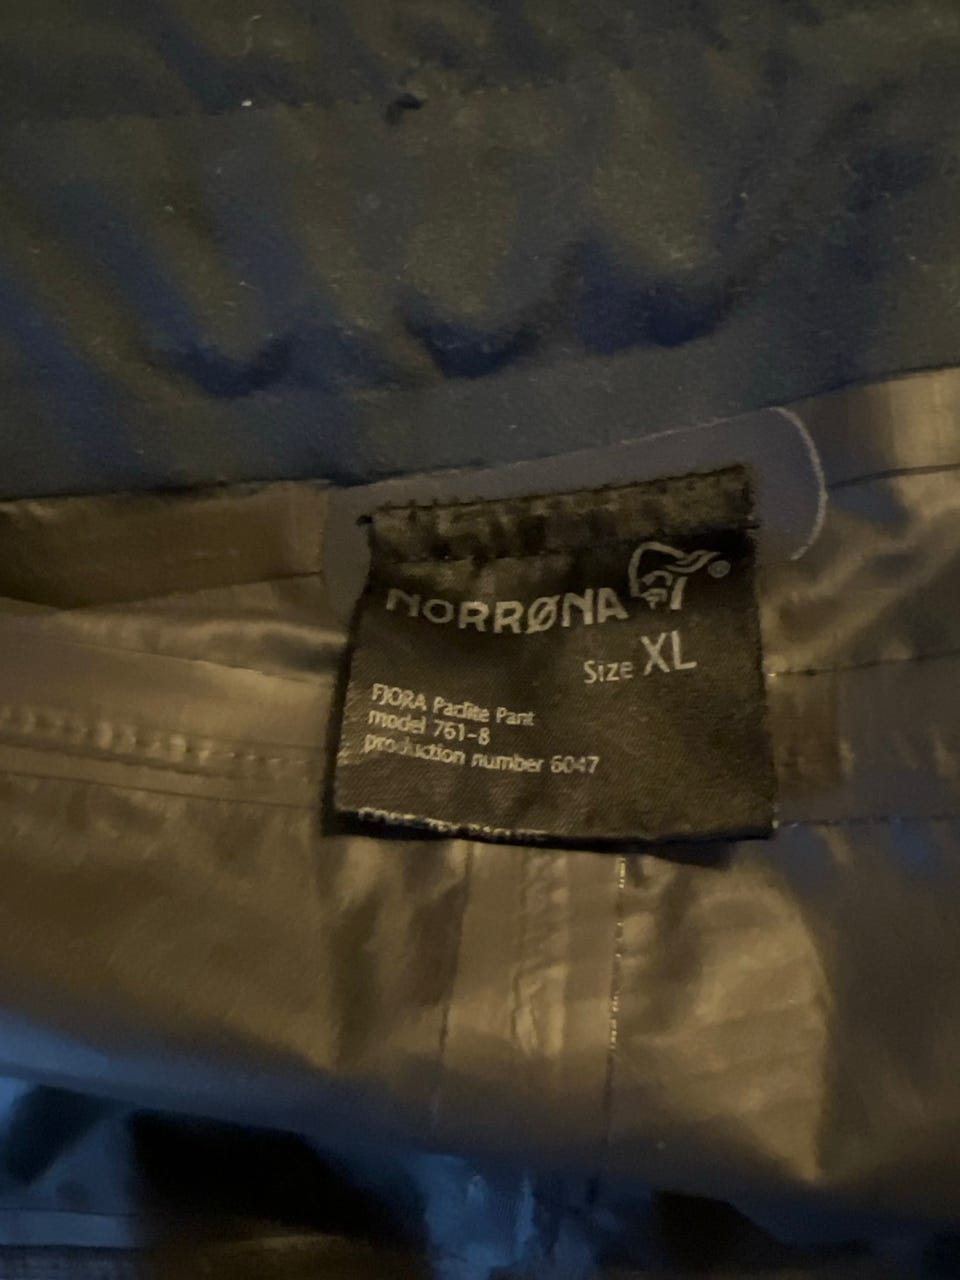 NORRØNA ®
Size XL
FJORA Paclite Pant
model 761-8
production number 6047